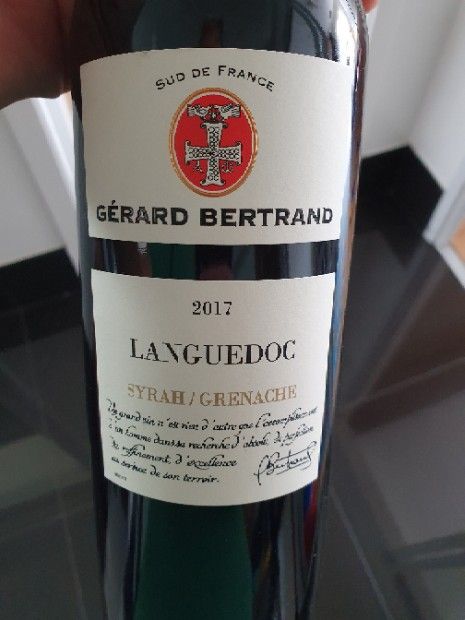 SUD DE FRANCE
GÉRARD BERTRAND
2017
LANGUEDOC
SYRAH / GRENACHE
grand vin n'est rien d'autre que l'accomplissement
d'un homme dans sa recherche d'absolu, de perfection
de raffinement, d'excellence
au service de son terroir.
G. Bertrand